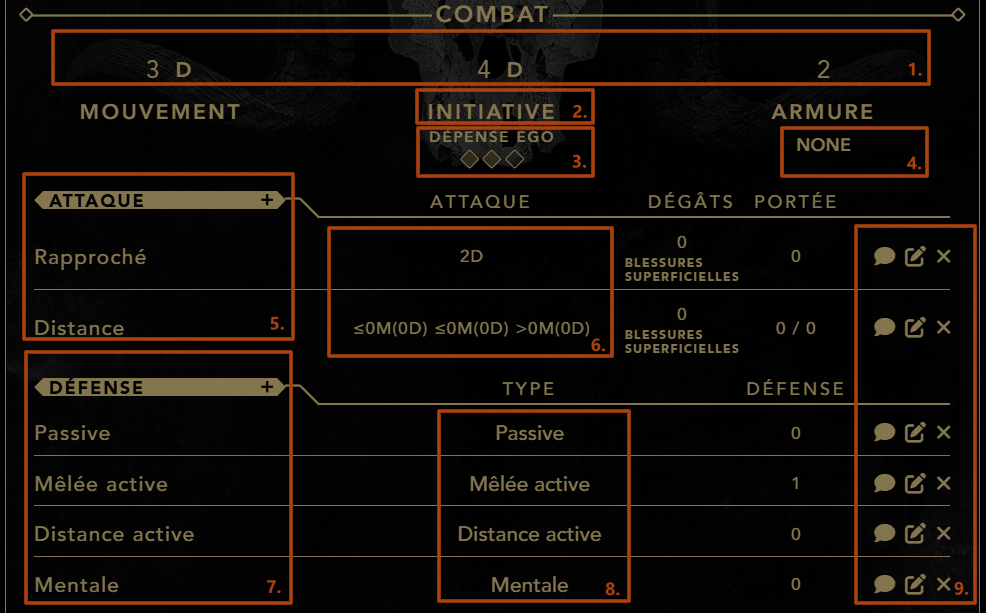 COMBAT
3 D 4 D 2 1.
MOUVEMENT INITIATIVE 2. ARMURE
DÉPENSE EGO NONE
3. 4.
ATTAQUE + ATTAQUE DÉGÂTS PORTÉE
Rapproché 2D 0 BLESSURES SUPERFICIELLES 0
Distance 5. ≤0M(0D) ≤0M(0D) >0M(0D) 6. 0 BLESSURES SUPERFICIELLES 0 / 0
DÉFENSE + TYPE DÉFENSE
Passive Passive 0
Mêlée active Mêlée active 1
Distance active Distance active 0
Mentale 7. Mentale 8. 0 9.